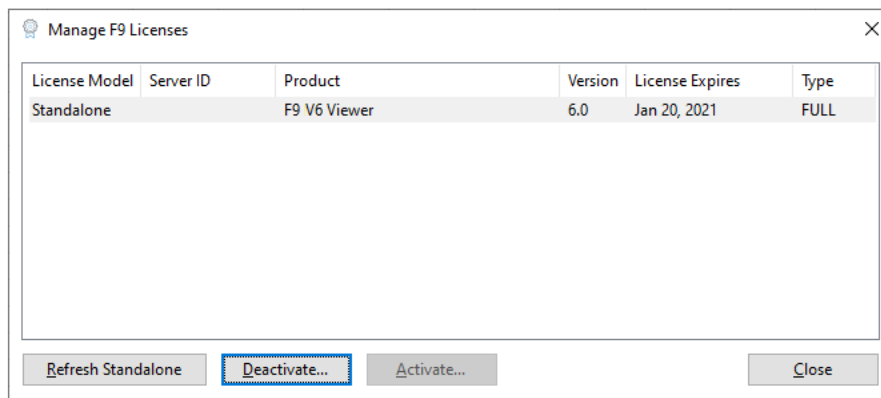 Manage F9 Licenses
License Model Server ID Product Version License Expires Type
Standalone F9 V6 Viewer 6.0 Jan 20, 2021 FULL
Refresh Standalone Deactivate... Activate... Close